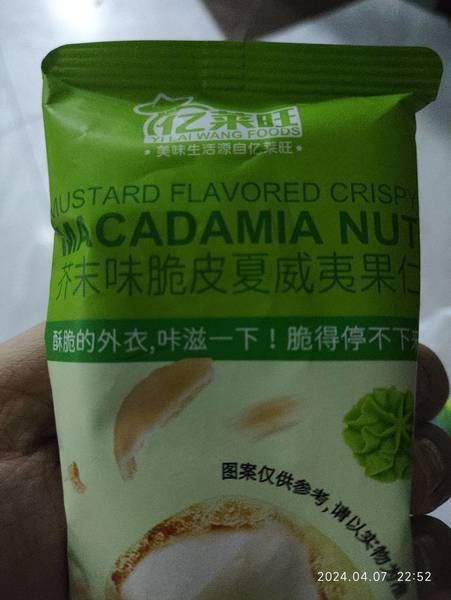 亿莱旺
YI LAI WANG FOODS
·美味生活源自亿莱旺·
MUSTARD FLAVORED CRISPY
MACADAMIA NUT
芥末味脆皮夏威夷果仁
酥脆的外衣,咔滋一下！脆得停不下来
图案仅供参考,请以实物为准
2024.04.07 22:52